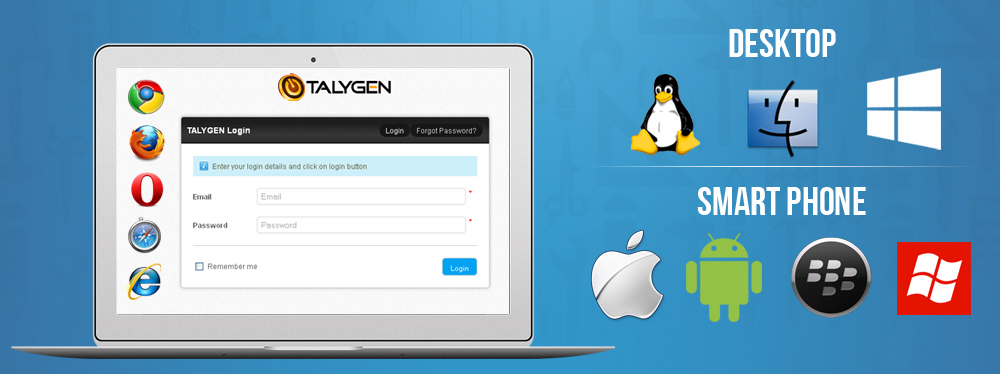 TALYGEN
TALYGEN Login
Login
Forgot Password?
Enter your login details and click on login button
Email
Email
*
Password
Password
*
Remember me
Login
DESKTOP
SMART PHONE